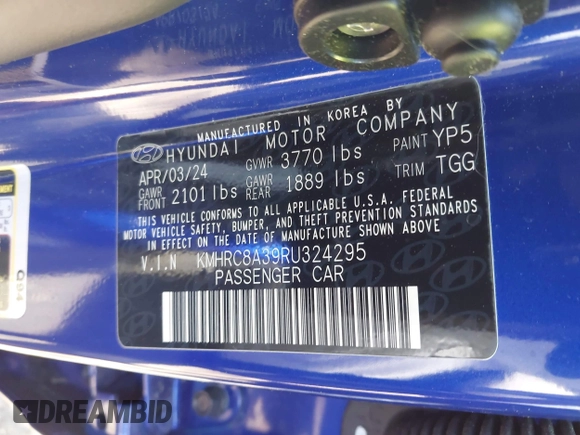 MANUFACTURED IN KOREA BY
HYUNDAI MOTOR COMPANY
APR/03/24 GVWR 3770 lbs PAINT YP5
GAWR FRONT 2101 lbs GAWR REAR 1889 lbs TRIM TGG
THIS VEHICLE CONFORMS TO ALL APPLICABLE U.S.A. FEDERAL
MOTOR VEHICLE SAFETY, BUMPER, AND THEFT PREVENTION STANDARDS
IN EFFECT ON THE DATE OF MANUFACTURE SHOWN ABOVE
V.I.N KMHRC8A39RU324295
PASSENGER CAR
DREAMBID